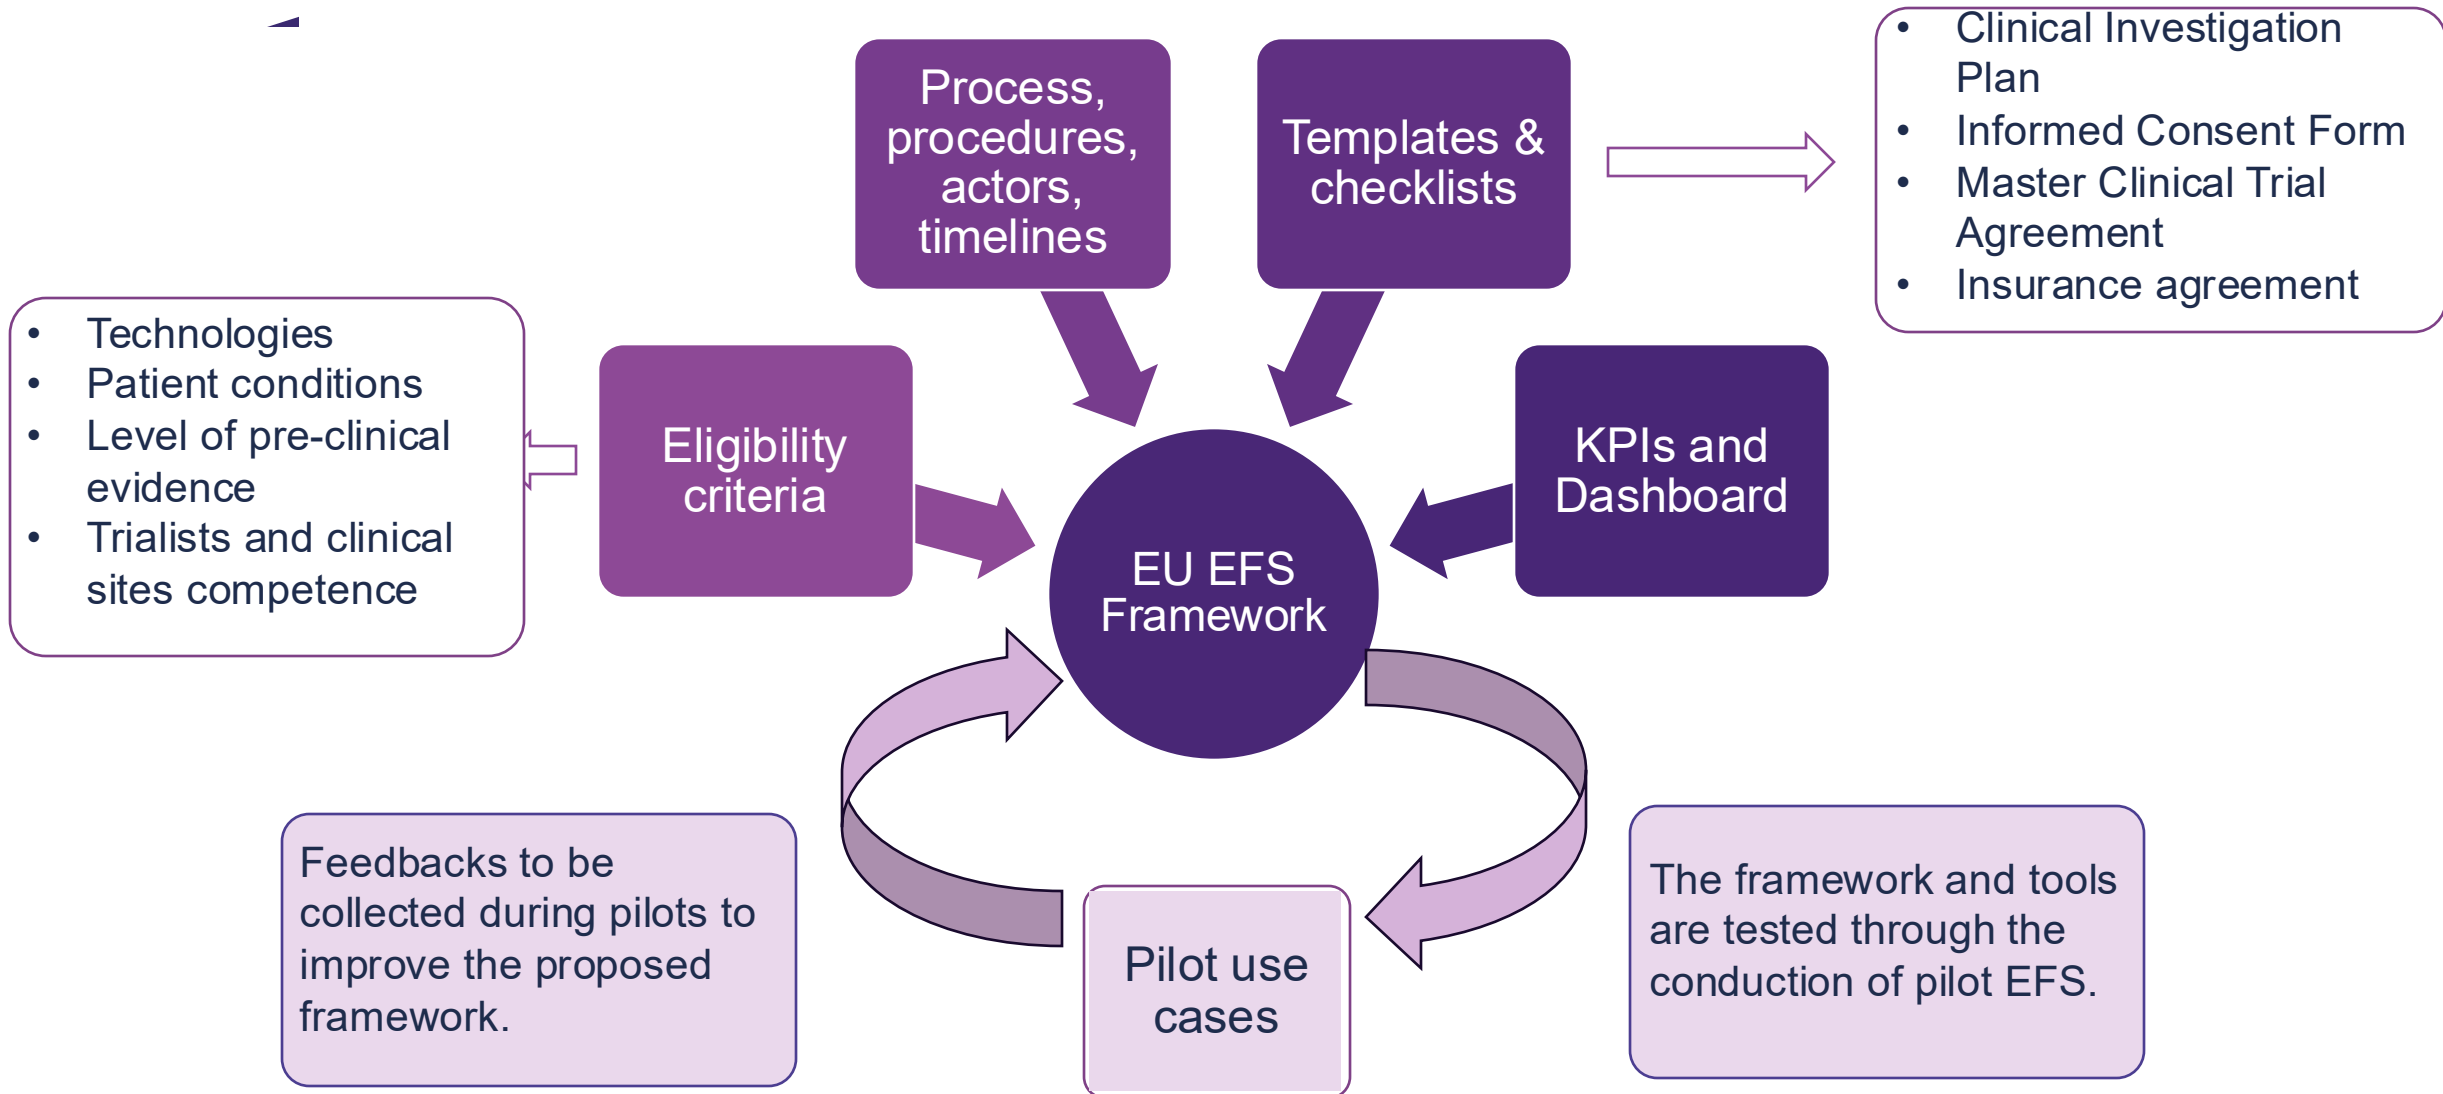 Process,
procedures,
actors,
timelines
Templates &
checklists
• Clinical Investigation
Plan
• Informed Consent Form
• Master Clinical Trial
Agreement
• Insurance agreement
• Technologies
• Patient conditions
• Level of pre-clinical
evidence
• Trialists and clinical
sites competence
Eligibility
criteria
KPIs and
Dashboard
EU EFS
Framework
Feedbacks to be
collected during pilots to
improve the proposed
framework.
Pilot use
cases
The framework and tools
are tested through the
conduction of pilot EFS.